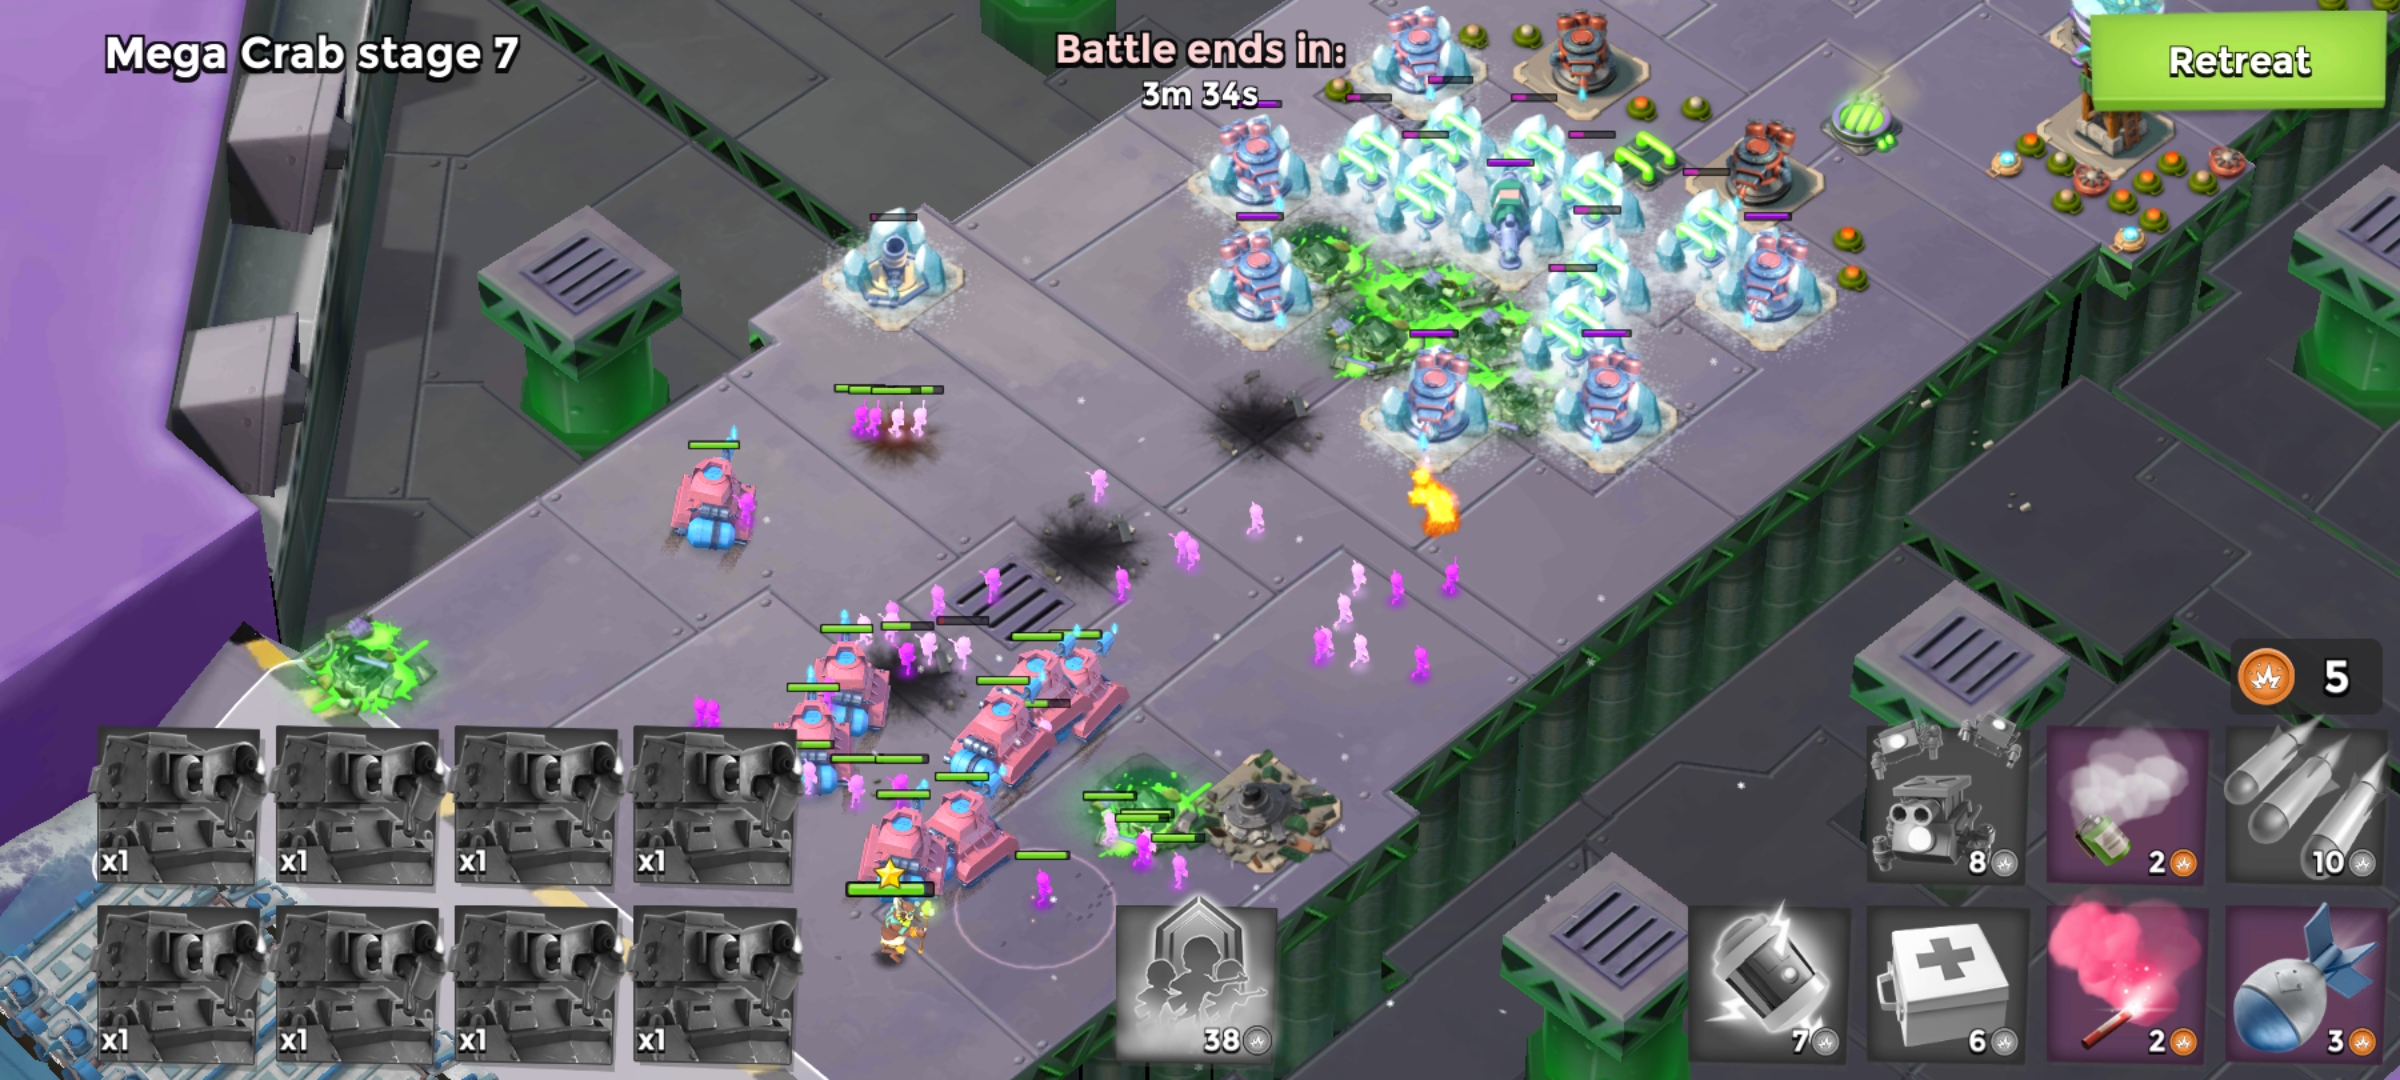 Mega Crab stage 7
Battle ends in:
3m 34s
Retreat
5
8
2
10
x1
x1
x1
x1
x1
x1
x1
x1
38
7
6
2
3